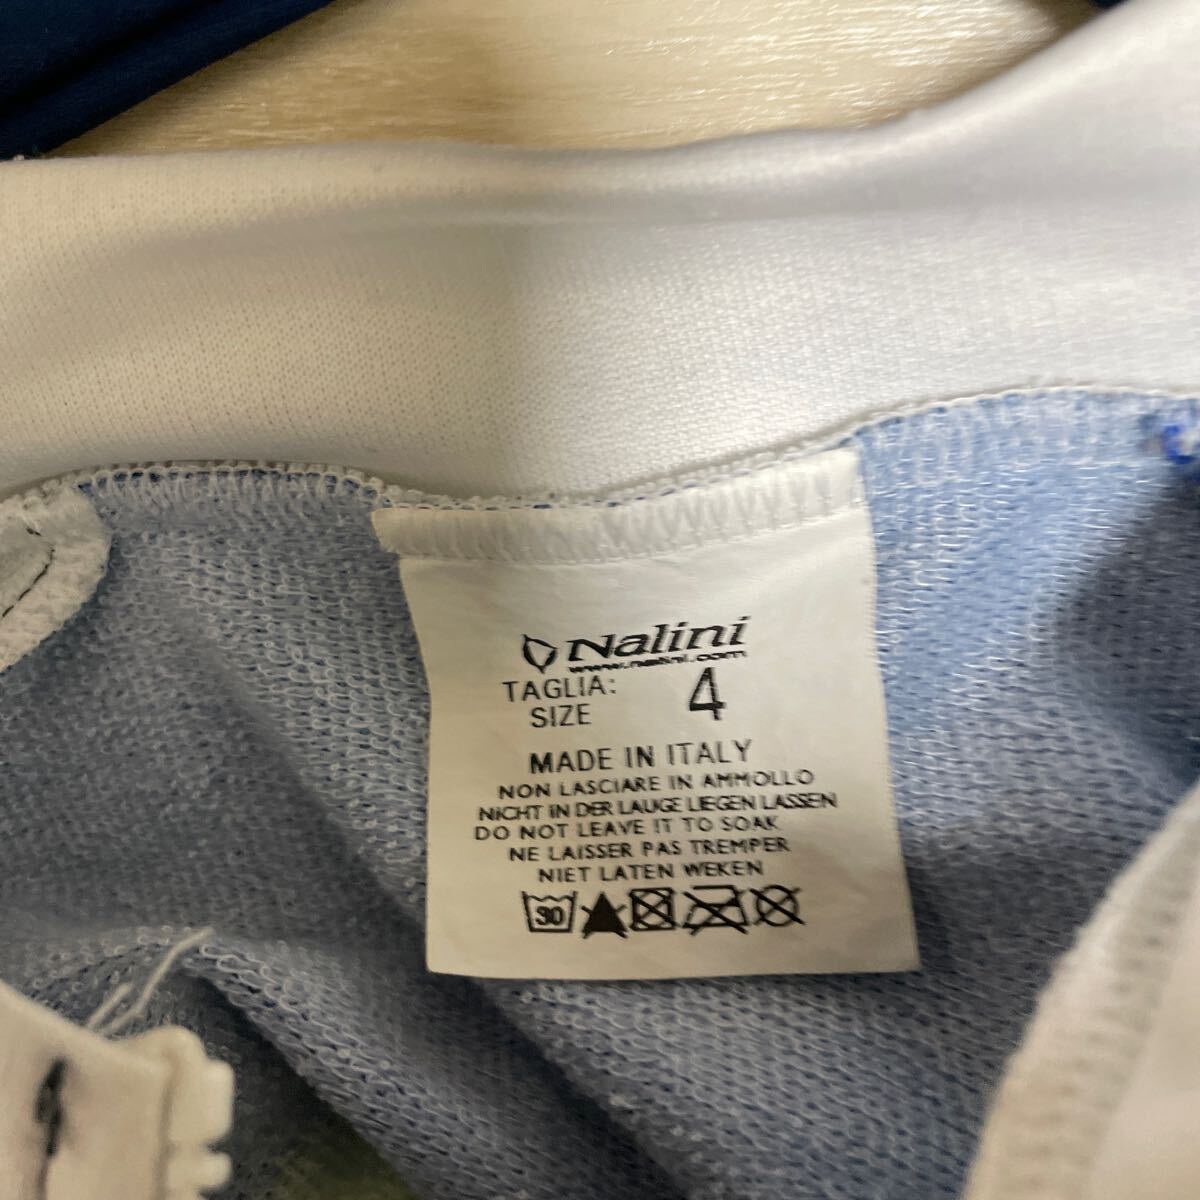 Nalini
www.nalini.com
TAGLIA: 4
SIZE
MADE IN ITALY
NON LASCIARE IN AMMOLLO
NICHT IN DER LAUGE LIEGEN LASSEN
DO NOT LEAVE IT TO SOAK
NE LAISSER PAS TREMPER
NIET LATEN WEKEN
30